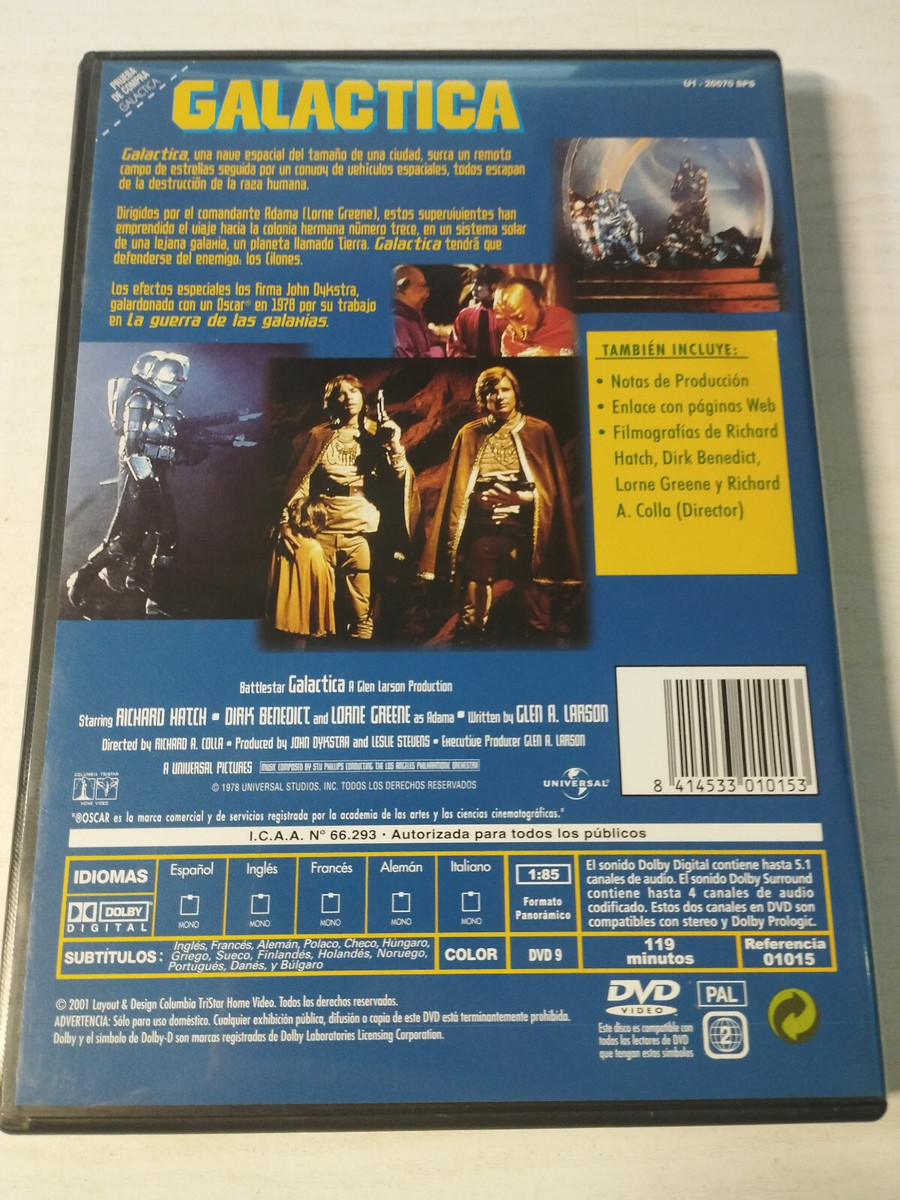 PRUEBA
DE COMPRA
GALACTICA
U1 - 20070 SPS
GALACTICA
Galactica, una nave espacial del tamaño de una ciudad, surca un remoto
campo de estrellas seguida por un convoy de vehículos espaciales, todos escapan
de la destrucción de la raza humana.
Dirigidos por el comandante Adama (Lorne Greene), estos supervivientes han
emprendido el viaje hacia la colonia hermana número trece, en un sistema solar
de una lejana galaxia, un planeta llamado Tierra. Galactica tendrá que
defenderse del enemigo: los Cilones.
Los efectos especiales los firma John Dykstra,
galardonado con un Oscar® en 1978 por su trabajo
en La guerra de las galaxias.
TAMBIÉN INCLUYE:
• Notas de Producción
• Enlace con páginas Web
• Filmografías de Richard
Hatch, Dirk Benedict,
Lorne Greene y Richard
A. Colla (Director)
Battlestar Galactica A Glen Larson Production
Starring RICHARD HATCH • DIRK BENEDICT and LORNE GREENE as Adama • Written by GLEN A. LARSON
Directed by RICHARD A. COLLA • Produced by JOHN DYKSTRA and LESLIE STEVENS • Executive Producer GLEN A. LARSON
A UNIVERSAL PICTURES MUSIC COMPOSED BY STU PHILLIPS CONDUCTING THE LOS ANGELES PHILHARMONIC ORCHESTRA
© 1978 UNIVERSAL STUDIOS, INC. TODOS LOS DERECHOS RESERVADOS
COLUMBIA TRISTAR
HOME VIDEO
UNIVERSAL
8 414533 010153
"®OSCAR es la marca comercial y de servicios registrada por la academia de las artes y las ciencias cinematográficas."
I.C.A.A. Nº 66.293 · Autorizada para todos los públicos
IDIOMAS
DOLBY
DIGITAL
Español
MONO
Inglés
MONO
Francés
MONO
Alemán
MONO
Italiano
MONO
1:85
Formato
Panorámico
El sonido Dolby Digital contiene hasta 5.1
canales de audio. El sonido Dolby Surround
contiene hasta 4 canales de audio
codificado. Estos dos canales en DVD son
compatibles con stereo y Dolby Prologic.
SUBTÍTULOS:
Inglés, Francés, Alemán, Polaco, Checo, Húngaro,
Griego, Sueco, Finlandés, Holandés, Noruego,
Portugués, Danés, y Búlgaro
COLOR
DVD 9
119
minutos
Referencia
01015
© 2001 Layout & Design Columbia TriStar Home Video. Todos los derechos reservados.
ADVERTENCIA: Sólo para uso doméstico. Cualquier exhibición pública, difusión o copia de este DVD está terminantemente prohibida.
Dolby y el símbolo de Dolby-D son marcas registradas de Dolby Laboratories Licensing Corporation.
DVD
VIDEO
PAL
2
Este disco es compatible con
todos los lectores de DVD
que tengan estos símbolos